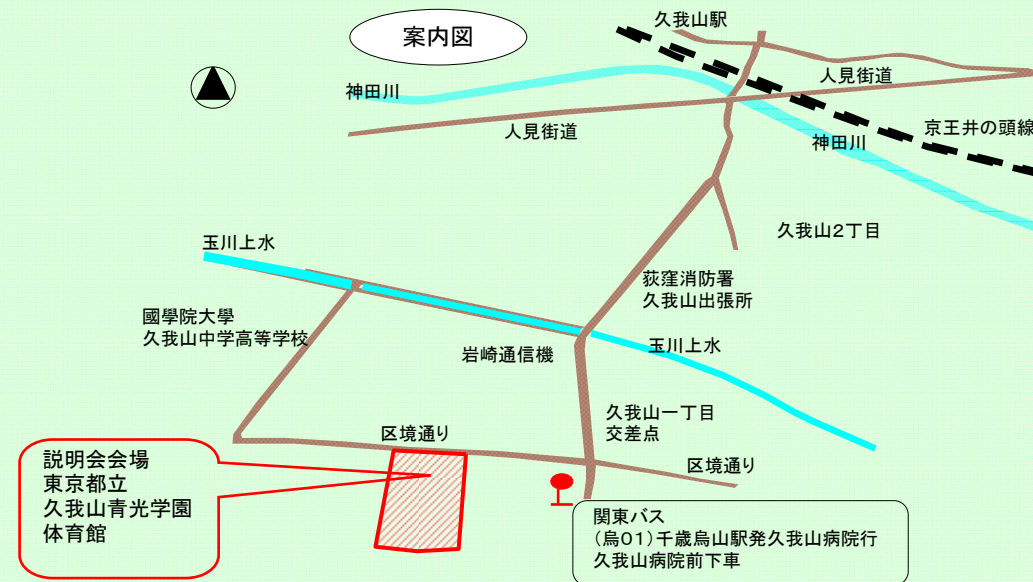 案内図
久我山駅
人見街道
神田川
人見街道
京王井の頭線
神田川
久我山2丁目
玉川上水
荻窪消防署
久我山出張所
國學院大學
久我山中学高等学校
岩崎通信機
玉川上水
久我山一丁目
交差点
区境通り
区境通り
説明会会場
東京都立
久我山青光学園
体育館
関東バス
(烏01)千歳烏山駅発久我山病院行
久我山病院前下車